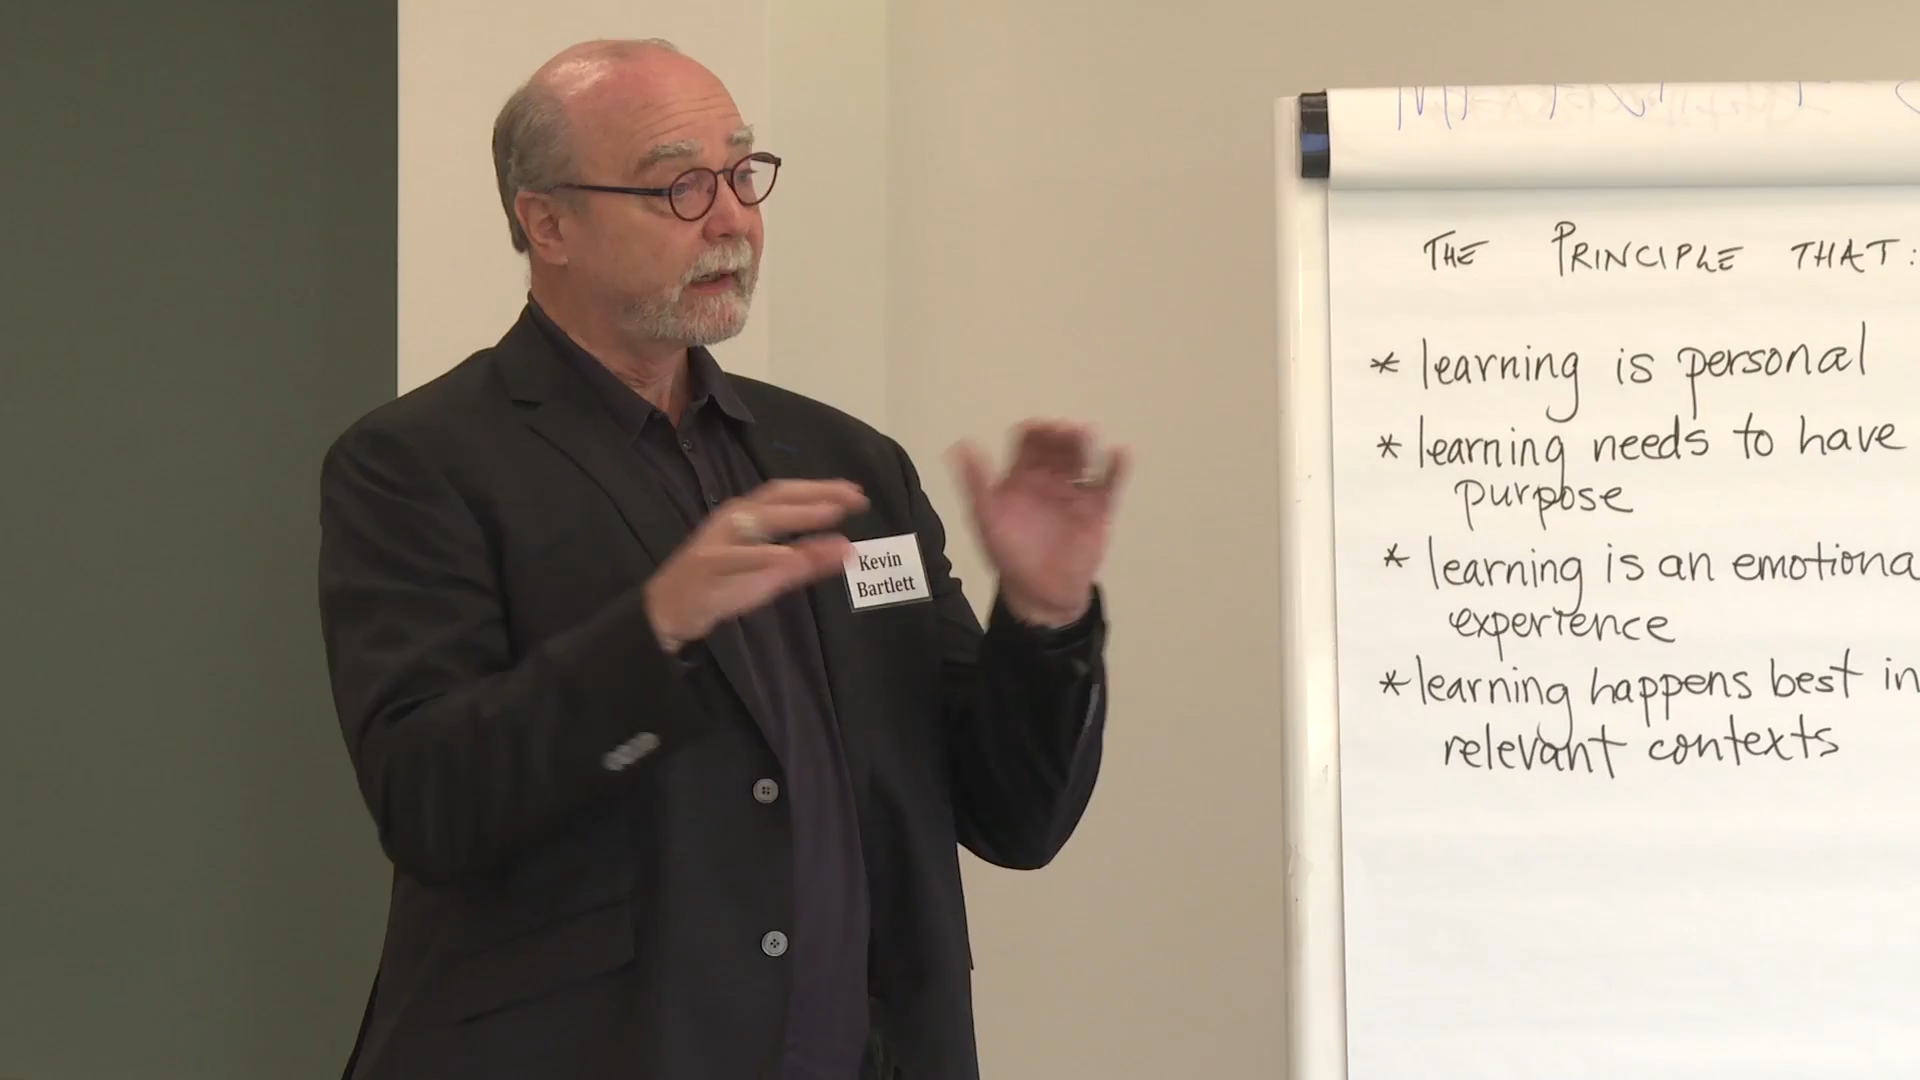 Kevin
Bartlett
THE PRINCIPLE THAT:
* learning is personal
* learning needs to have
purpose
* learning is an emotiona
experience
* learning happens best in
relevant contexts